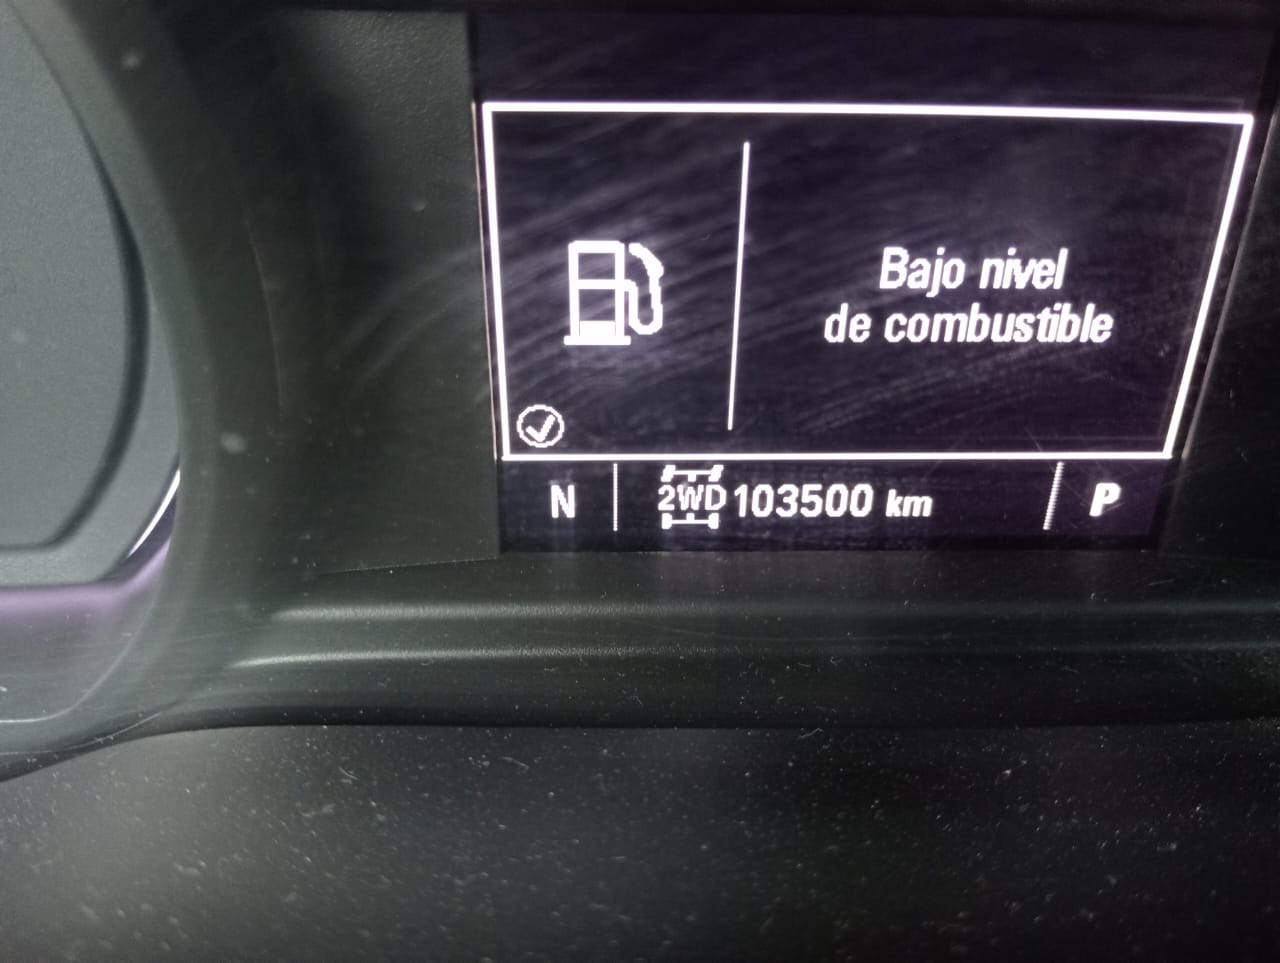 Bajo nivel
de combustible
N 2WD 103500 km P